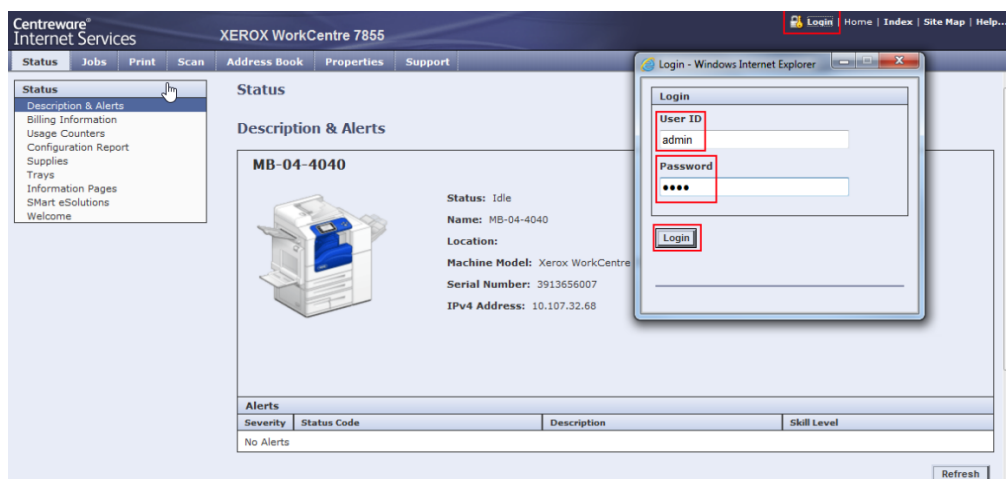 Centreware®
Internet Services
XEROX WorkCentre 7855
Login | Home | Index | Site Map | Help...
Status Jobs Print Scan Address Book Properties Support
Status
Description & Alerts
Billing Information
Usage Counters
Configuration Report
Supplies
Trays
Information Pages
SMart eSolutions
Welcome
Status
Description & Alerts
MB-04-4040
Status: Idle
Name: MB-04-4040
Location:
Machine Model: Xerox WorkCentre
Serial Number: 3913656007
IPv4 Address: 10.107.32.68
Alerts
Severity Status Code Description Skill Level
No Alerts
Refresh
Login - Windows Internet Explorer
Login
User ID
admin
Password
••••
Login